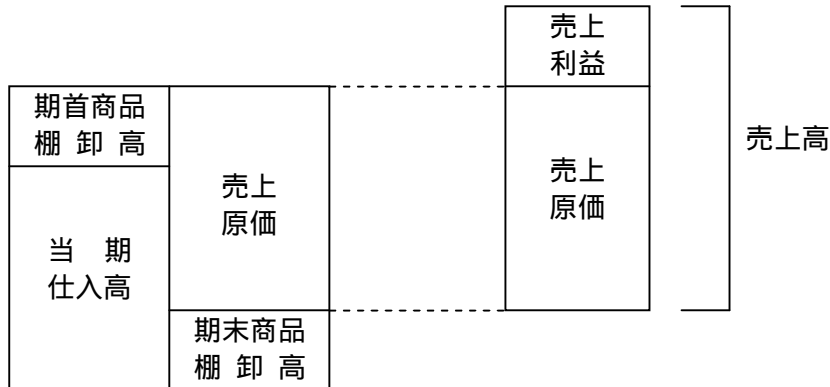 売上
利益
期首商品
棚 卸 高
売上
原価
売上
原価
売上高
当 期
仕入高
期末商品
棚 卸 高